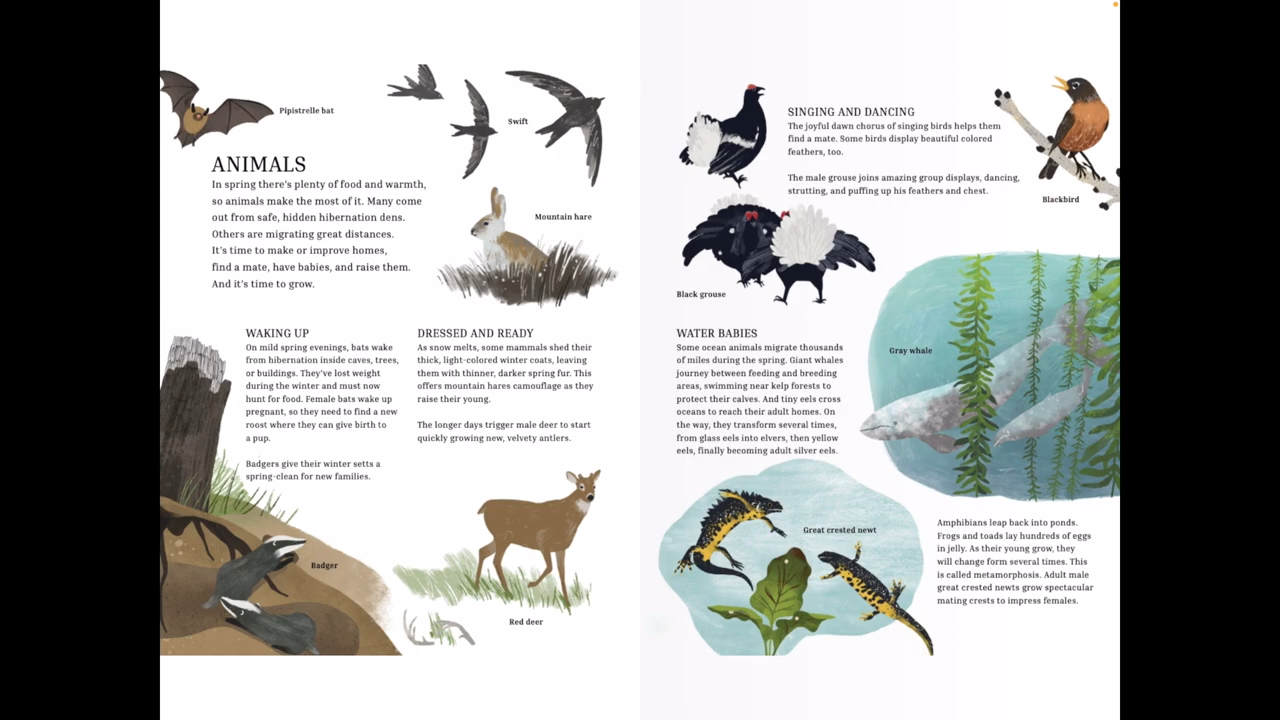 Pipistrelle bat
Swift
ANIMALS
In spring there's plenty of food and warmth,
so animals make the most of it. Many come
out from safe, hidden hibernation dens.
Others are migrating great distances.
It's time to make or improve homes,
find a mate, have babies, and raise them.
And it's time to grow.
Mountain hare
WAKING UP
On mild spring evenings, bats wake
from hibernation inside caves, trees,
or buildings. They've lost weight
during the winter and must now
hunt for food. Female bats wake up
pregnant, so they need to find a new
roost where they can give birth to
a pup.
Badgers give their winter setts a
spring-clean for new families.
DRESSED AND READY
As snow melts, some mammals shed their
thick, light-colored winter coats, leaving
them with thinner, darker spring fur. This
offers mountain hares camouflage as they
raise their young.
The longer days trigger male deer to start
quickly growing new, velvety antlers.
Badger
Red deer
SINGING AND DANCING
The joyful dawn chorus of singing birds helps them
find a mate. Some birds display beautiful colored
feathers, too.
The male grouse joins amazing group displays, dancing,
strutting, and puffing up his feathers and chest.
Blackbird
Black grouse
WATER BABIES
Some ocean animals migrate thousands
of miles during the spring. Giant whales
journey between feeding and breeding
areas, swimming near kelp forests to
protect their calves. And tiny eels cross
oceans to reach their adult homes. On
the way, they transform several times,
from glass eels into elvers, then yellow
eels, finally becoming adult silver eels.
Gray whale
Great crested newt
Amphibians leap back into ponds.
Frogs and toads lay hundreds of eggs
in jelly. As their young grow, they
will change form several times. This
is called metamorphosis. Adult male
great crested newts grow spectacular
mating crests to impress females.